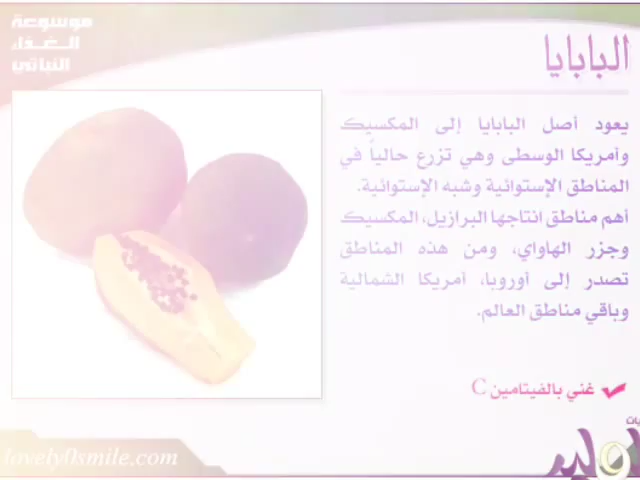 موسوعة
الغذاء
النباتي
البابايا
يعود أصل البابايا إلى المكسيك
وأمريكا الوسطى وهي تزرع حالياً في
المناطق الإستوائية وشبه الإستوائية.
أهم مناطق انتاجها البرازيل، المكسيك
وجزر الهاواي، ومن هذه المناطق
تصدر إلى أوروبا، أمريكا الشمالية
وباقي مناطق العالم.
غني بالفيتامين C
lovely0smile.com